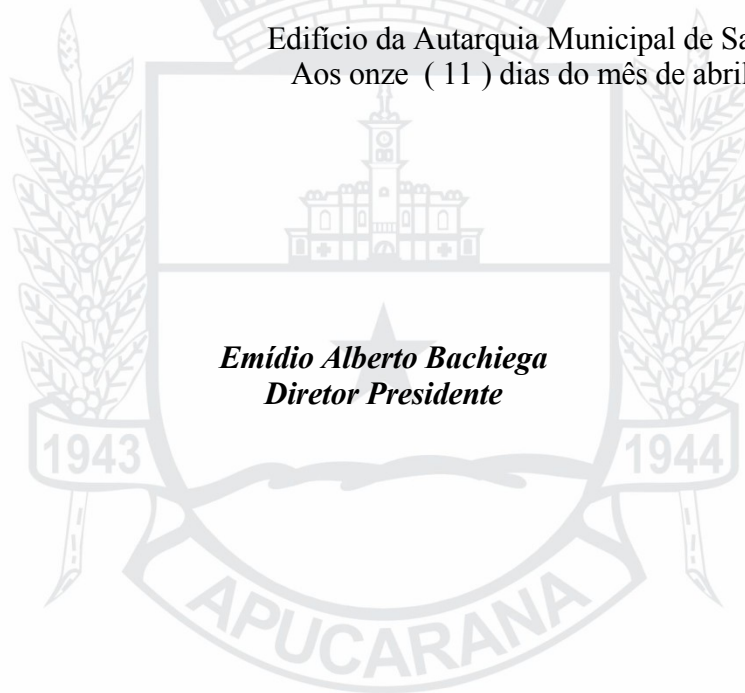 Edifício da Autarquia Municipal de
Aos onze ( 11 ) dias do mês de abril
Emídio Alberto Bachiega
Diretor Presidente
1943
1944
APUCARANA